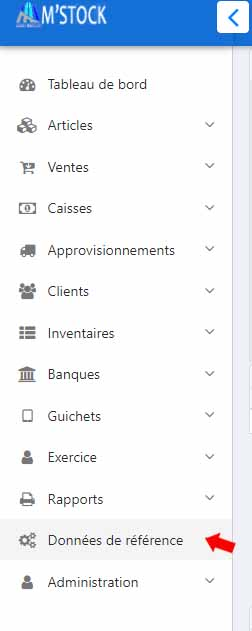 M'STOCK
Tableau de bord
Articles
Ventes
Caisses
Approvisionnements
Clients
Inventaires
Banques
Guichets
Exercice
Rapports
Données de référence
Administration